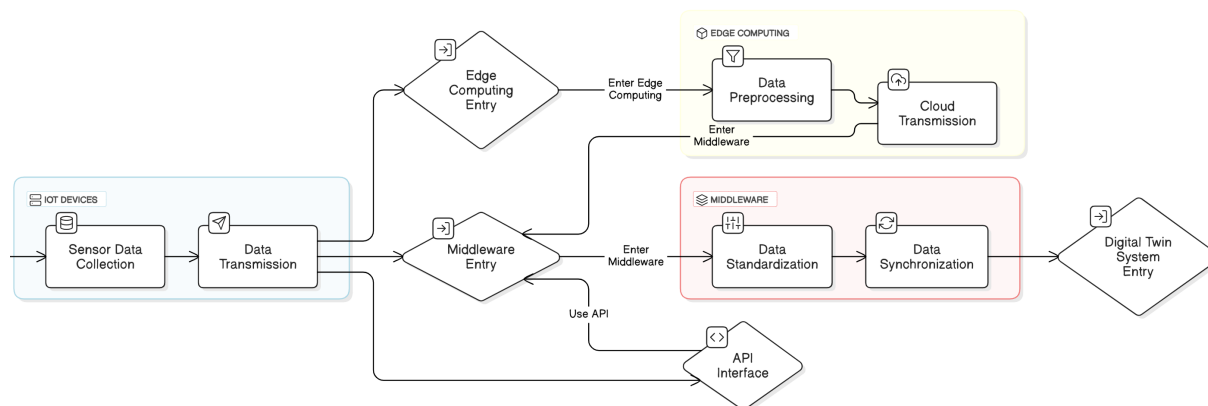 EDGE COMPUTING
Edge
Computing
Entry
Enter Edge
Computing
Data
Preprocessing
Cloud
Transmission
Enter
Middleware
IOT DEVICES
Sensor Data
Collection
Data
Transmission
Middleware
Entry
Enter
Middleware
MIDDLEWARE
Data
Standardization
Data
Synchronization
Digital Twin
System
Entry
Use API
API
Interface